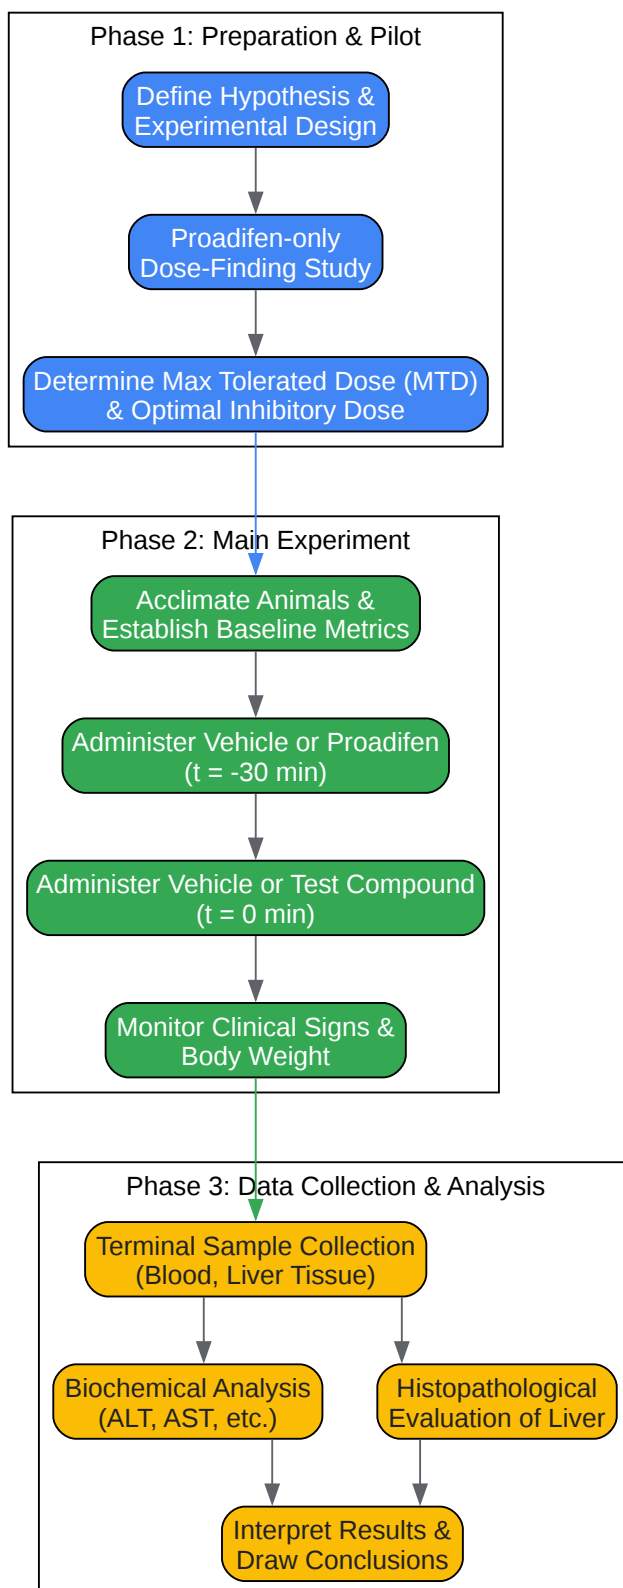 Phase 1: Preparation & Pilot
Define Hypothesis &
Experimental Design
Proadifen-only
Dose-Finding Study
Determine Max Tolerated Dose (MTD)
& Optimal Inhibitory Dose
Phase 2: Main Experiment
Acclimate Animals &
Establish Baseline Metrics
Administer Vehicle or Proadifen
(t = -30 min)
Administer Vehicle or Test Compound
(t = 0 min)
Monitor Clinical Signs &
Body Weight
Phase 3: Data Collection & Analysis
Terminal Sample Collection
(Blood, Liver Tissue)
Biochemical Analysis
(ALT, AST, etc.)
Histopathological
Evaluation of Liver
Interpret Results &
Draw Conclusions